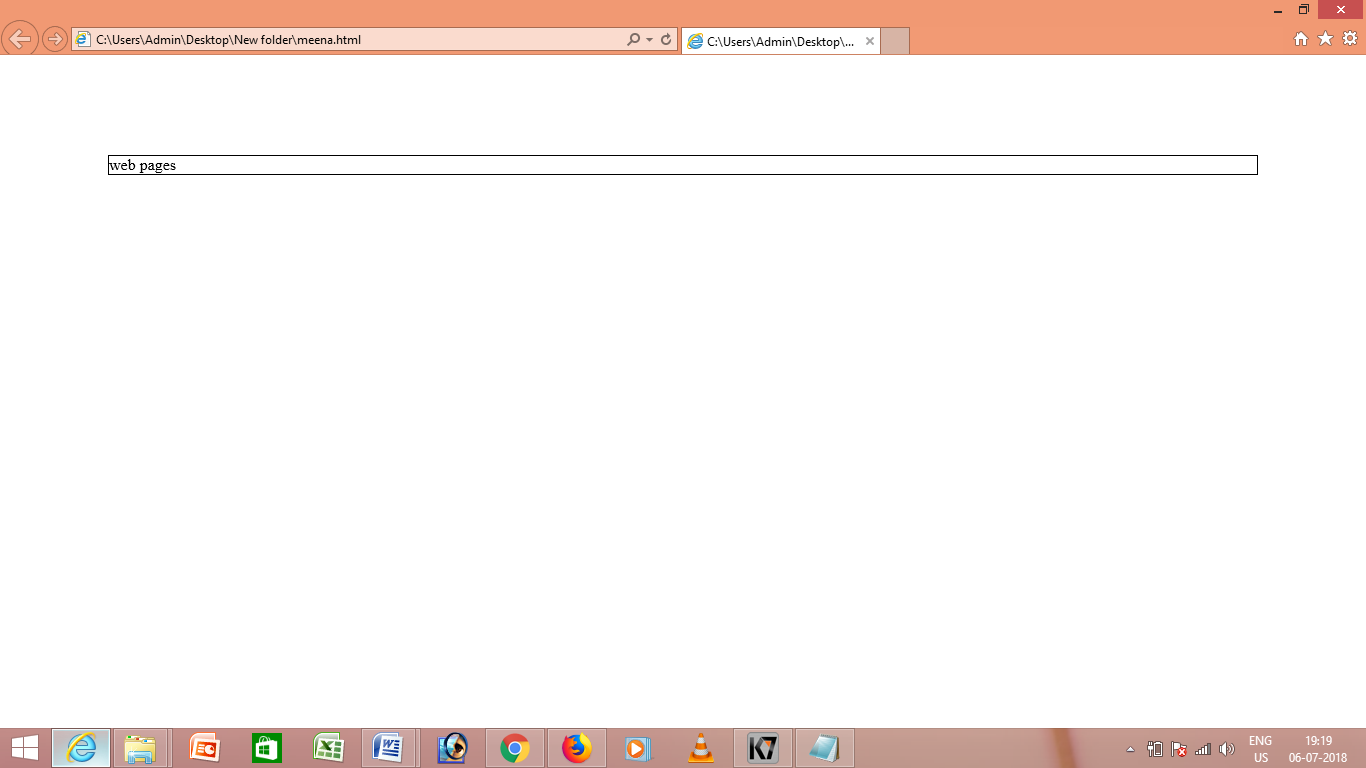 C:\Users\Admin\Desktop\New folder\meena.html
C:\Users\Admin\Desktop\...
web pages
ENG
US
19:19
06-07-2018